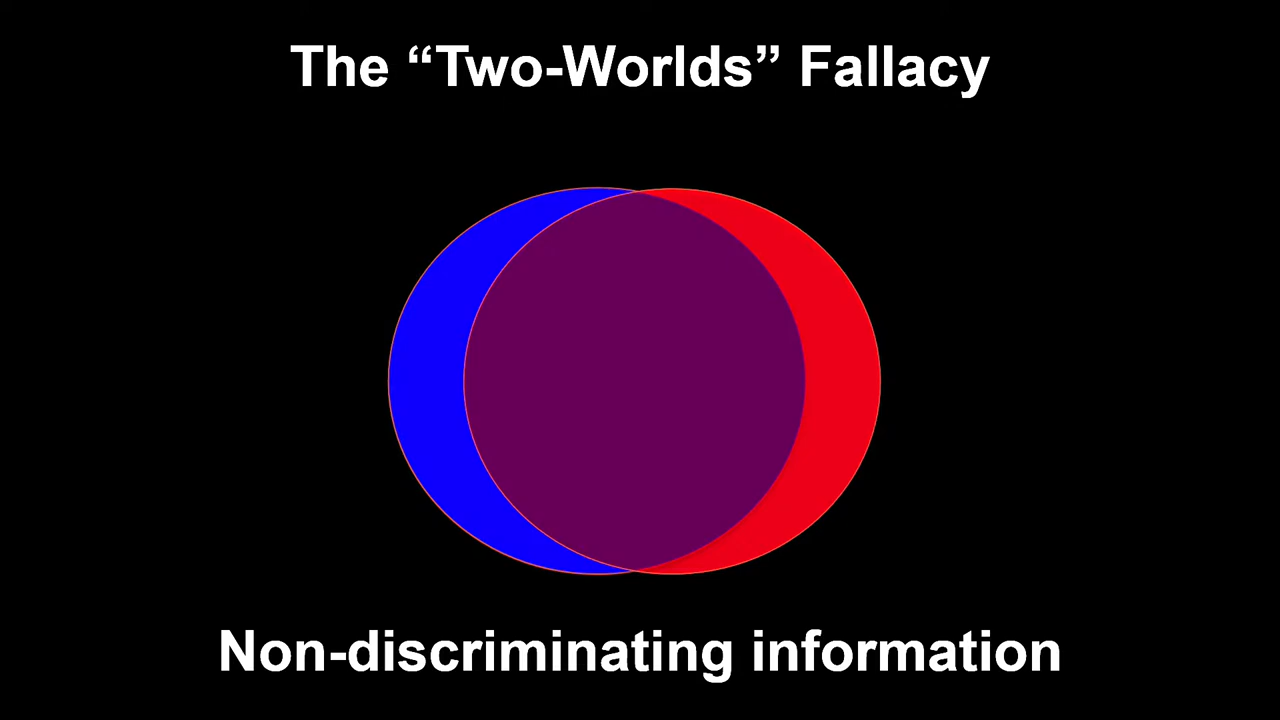 The “Two-Worlds” Fallacy
Non-discriminating information